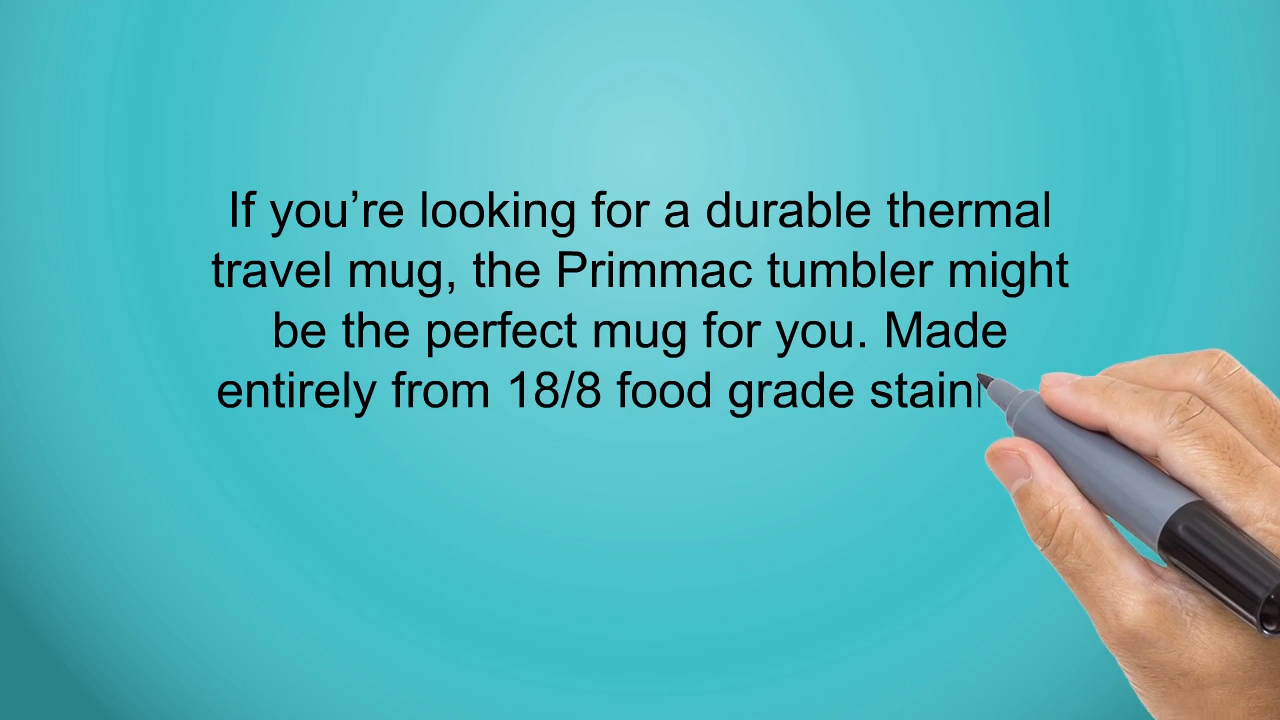 If you’re looking for a durable thermal
travel mug, the Primmac tumbler might
be the perfect mug for you. Made
entirely from 18/8 food grade